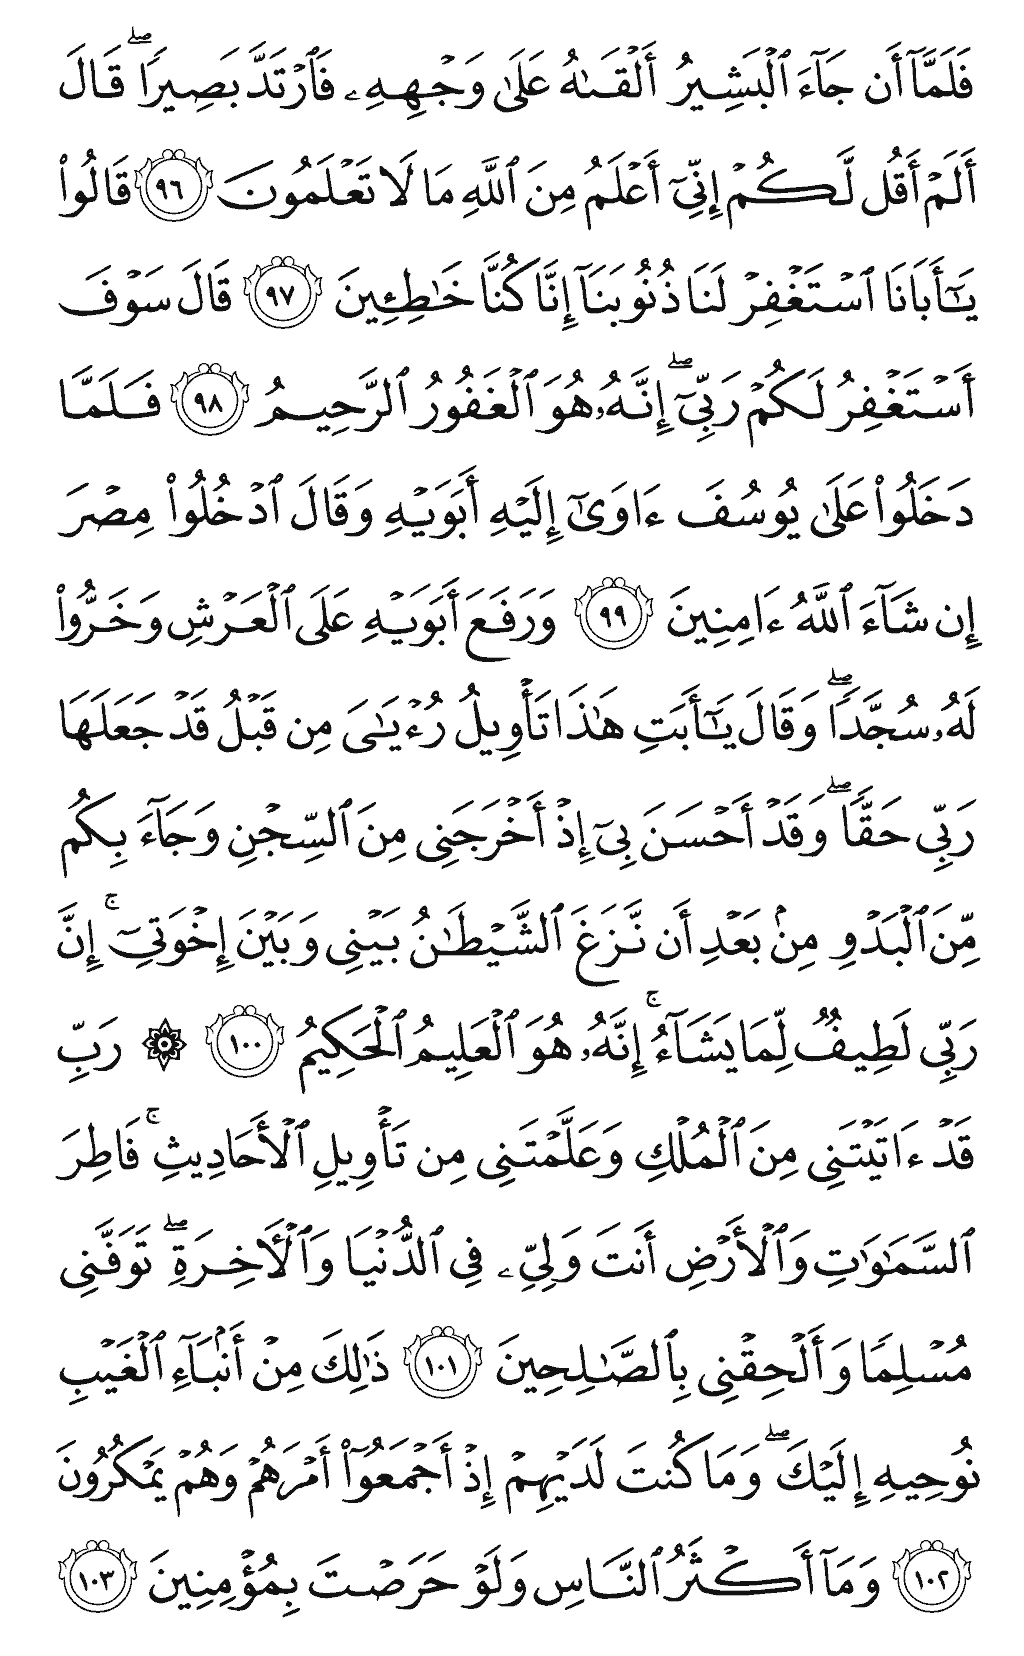 فَلَمَّآ أَن جَآءَ ٱلْبَشِيرُ أَلْقَىٰهُ عَلَىٰ وَجْهِهِۦ فَٱرْتَدَّ بَصِيرًا ۖ قَالَ
أَلَمْ أَقُل لَّكُمْ إِنِّىٓ أَعْلَمُ مِنَ ٱللَّهِ مَا لَا تَعْلَمُونَ ٩٦ قَالُوا۟
يَٰٓأَبَانَا ٱسْتَغْفِرْ لَنَا ذُنُوبَنَآ إِنَّا كُنَّا خَٰطِـِٔينَ ٩٧ قَالَ سَوْفَ
أَسْتَغْفِرُ لَكُمْ رَبِّىٓ ۖ إِنَّهُۥ هُوَ ٱلْغَفُورُ ٱلرَّحِيمُ ٩٨ فَلَمَّا
دَخَلُوا۟ عَلَىٰ يُوسُفَ ءَاوَىٰٓ إِلَيْهِ أَبَوَيْهِ وَقَالَ ٱدْخُلُوا۟ مِصْرَ
إِن شَآءَ ٱللَّهُ ءَامِنِينَ ٩٩ وَرَفَعَ أَبَوَيْهِ عَلَى ٱلْعَرْشِ وَخَرُّوا۟
لَهُۥ سُجَّدًا ۖ وَقَالَ يَٰٓأَبَتِ هَٰذَا تَأْوِيلُ رُءْيَٰىَ مِن قَبْلُ قَدْ جَعَلَهَا
رَبِّى حَقًّا ۖ وَقَدْ أَحْسَنَ بِىٓ إِذْ أَخْرَجَنِى مِنَ ٱلسِّجْنِ وَجَآءَ بِكُم
مِّنَ ٱلْبَدْوِ مِنۢ بَعْدِ أَن نَّزَغَ ٱلشَّيْطَٰنُ بَيْنِى وَبَيْنَ إِخْوَتِىٓ ۚ إِنَّ
رَبِّى لَطِيفٌ لِّمَا يَشَآءُ ۚ إِنَّهُۥ هُوَ ٱلْعَلِيمُ ٱلْحَكِيمُ ١٠٠ ۞ رَبِّ
قَدْ ءَاتَيْتَنِى مِنَ ٱلْمُلْكِ وَعَلَّمْتَنِى مِن تَأْوِيلِ ٱلْأَحَادِيثِ ۚ فَاطِرَ
ٱلسَّمَٰوَٰتِ وَٱلْأَرْضِ أَنتَ وَلِىِّۦ فِى ٱلدُّنْيَا وَٱلْـَٔاخِرَةِ ۖ تَوَفَّنِى
مُسْلِمًا وَأَلْحِقْنِى بِٱلصَّٰلِحِينَ ١٠١ ذَٰلِكَ مِنْ أَنۢبَآءِ ٱلْغَيْبِ
نُوحِيهِ إِلَيْكَ ۖ وَمَا كُنتَ لَدَيْهِمْ إِذْ أَجْمَعُوٓا۟ أَمْرَهُمْ وَهُمْ يَمْكُرُونَ
١٠٢ وَمَآ أَكْثَرُ ٱلنَّاسِ وَلَوْ حَرَصْتَ بِمُؤْمِنِينَ ١٠٣